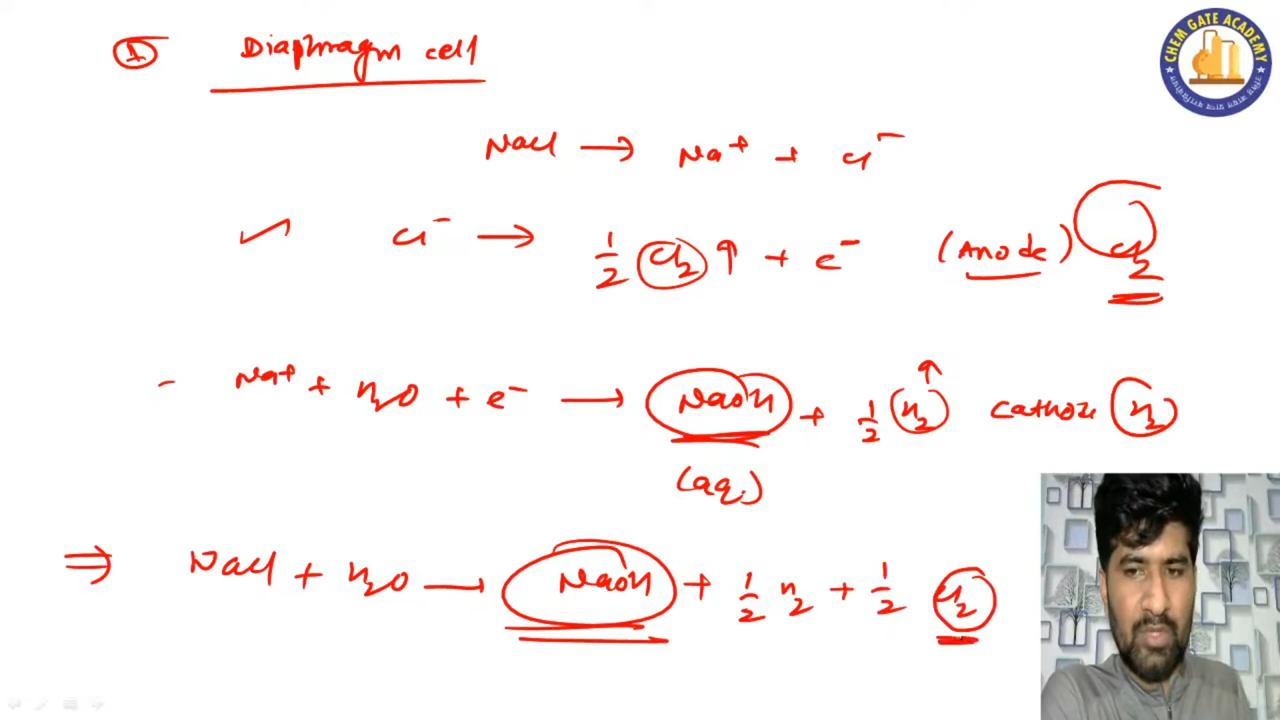 ① Diaphragm cell
CHEM GATE ACADEMY
NaCl → Na⁺ + Cl⁻
Cl⁻ → 1/2 Cl₂ ↑ + e⁻ (Anode) Cl₂
- Na⁺ + H₂O + e⁻ → NaOH + 1/2 H₂ ↑ cathode H₂
(aq.)
⇒ NaCl + H₂O → NaOH + 1/2 H₂ + 1/2 Cl₂